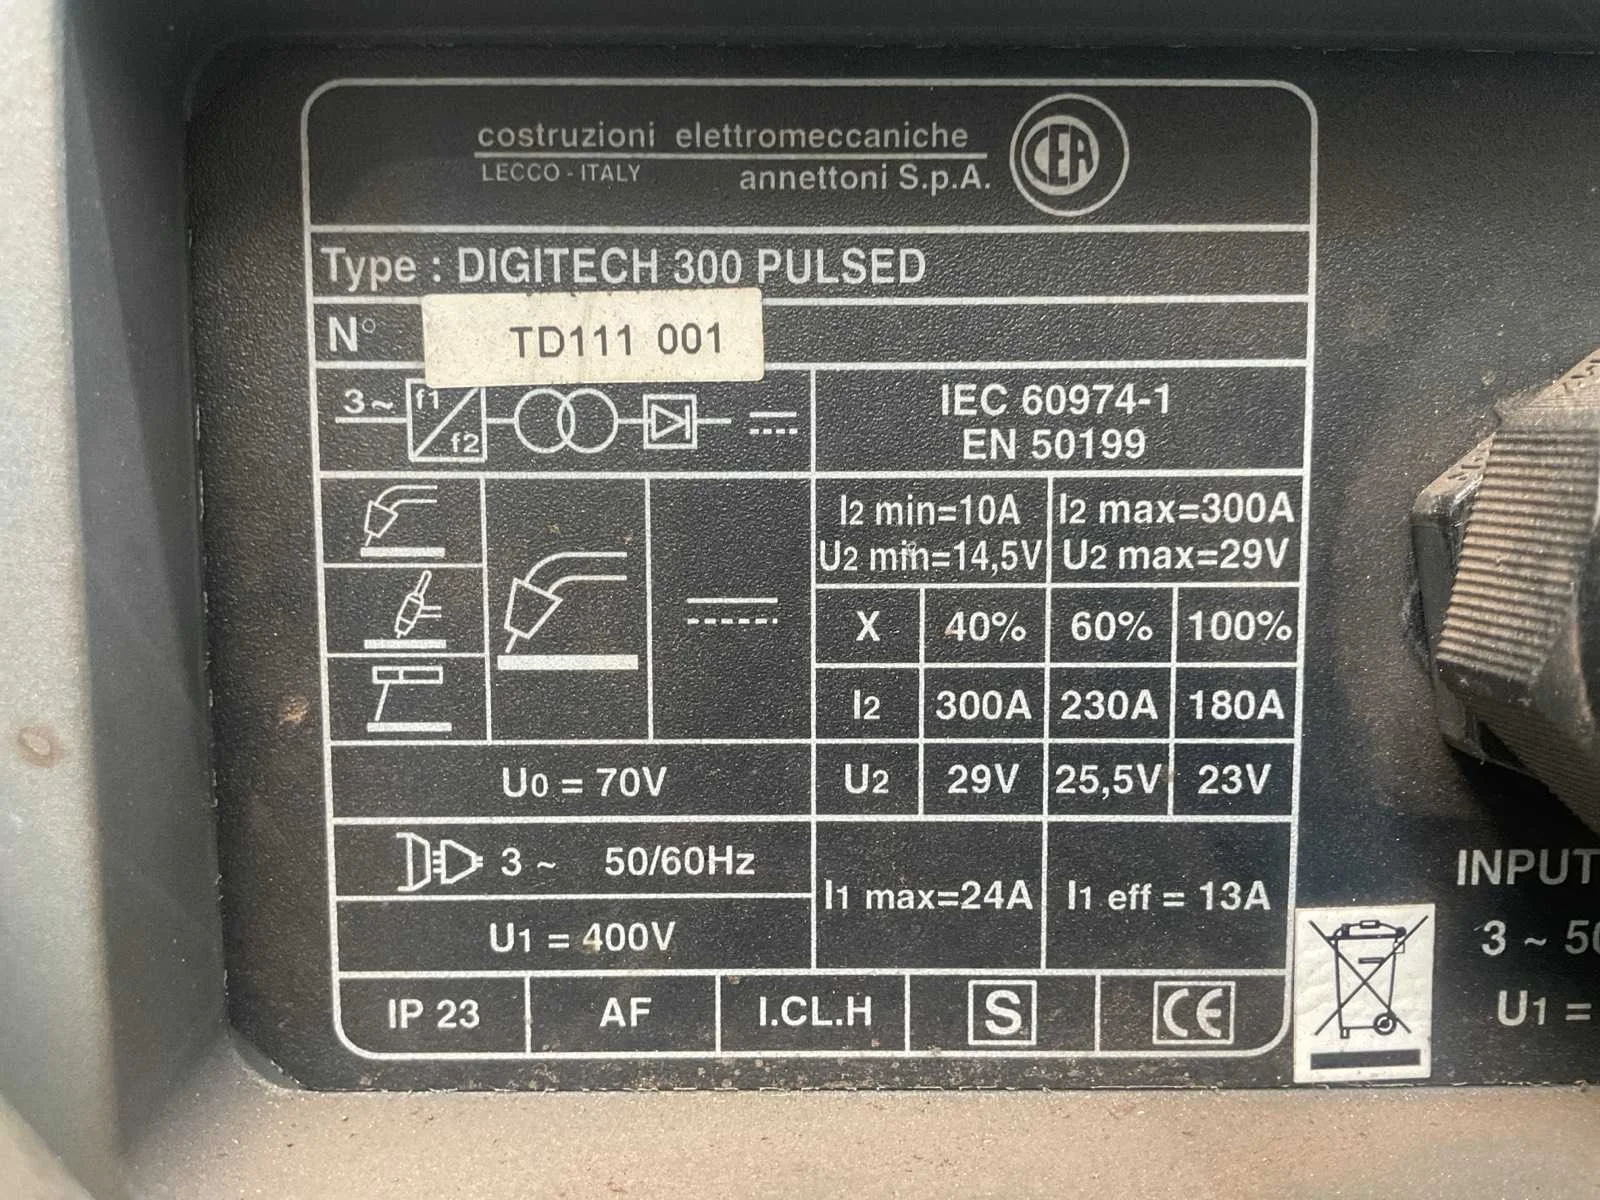 costruzioni elettromeccaniche
LECCO - ITALY annettoni S.p.A.
CEA
Type : DIGITECH 300 PULSED
N° TD111 001
3~ f1 f2
IEC 60974-1
EN 50199
I2 min=10A I2 max=300A
U2 min=14,5V U2 max=29V
X 40% 60% 100%
I2 300A 230A 180A
U0 = 70V
U2 29V 25,5V 23V
3 ~ 50/60Hz
I1 max=24A I1 eff = 13A
U1 = 400V
IP 23 AF I.CL.H S CE
INPUT
3 ~ 50
U1 =